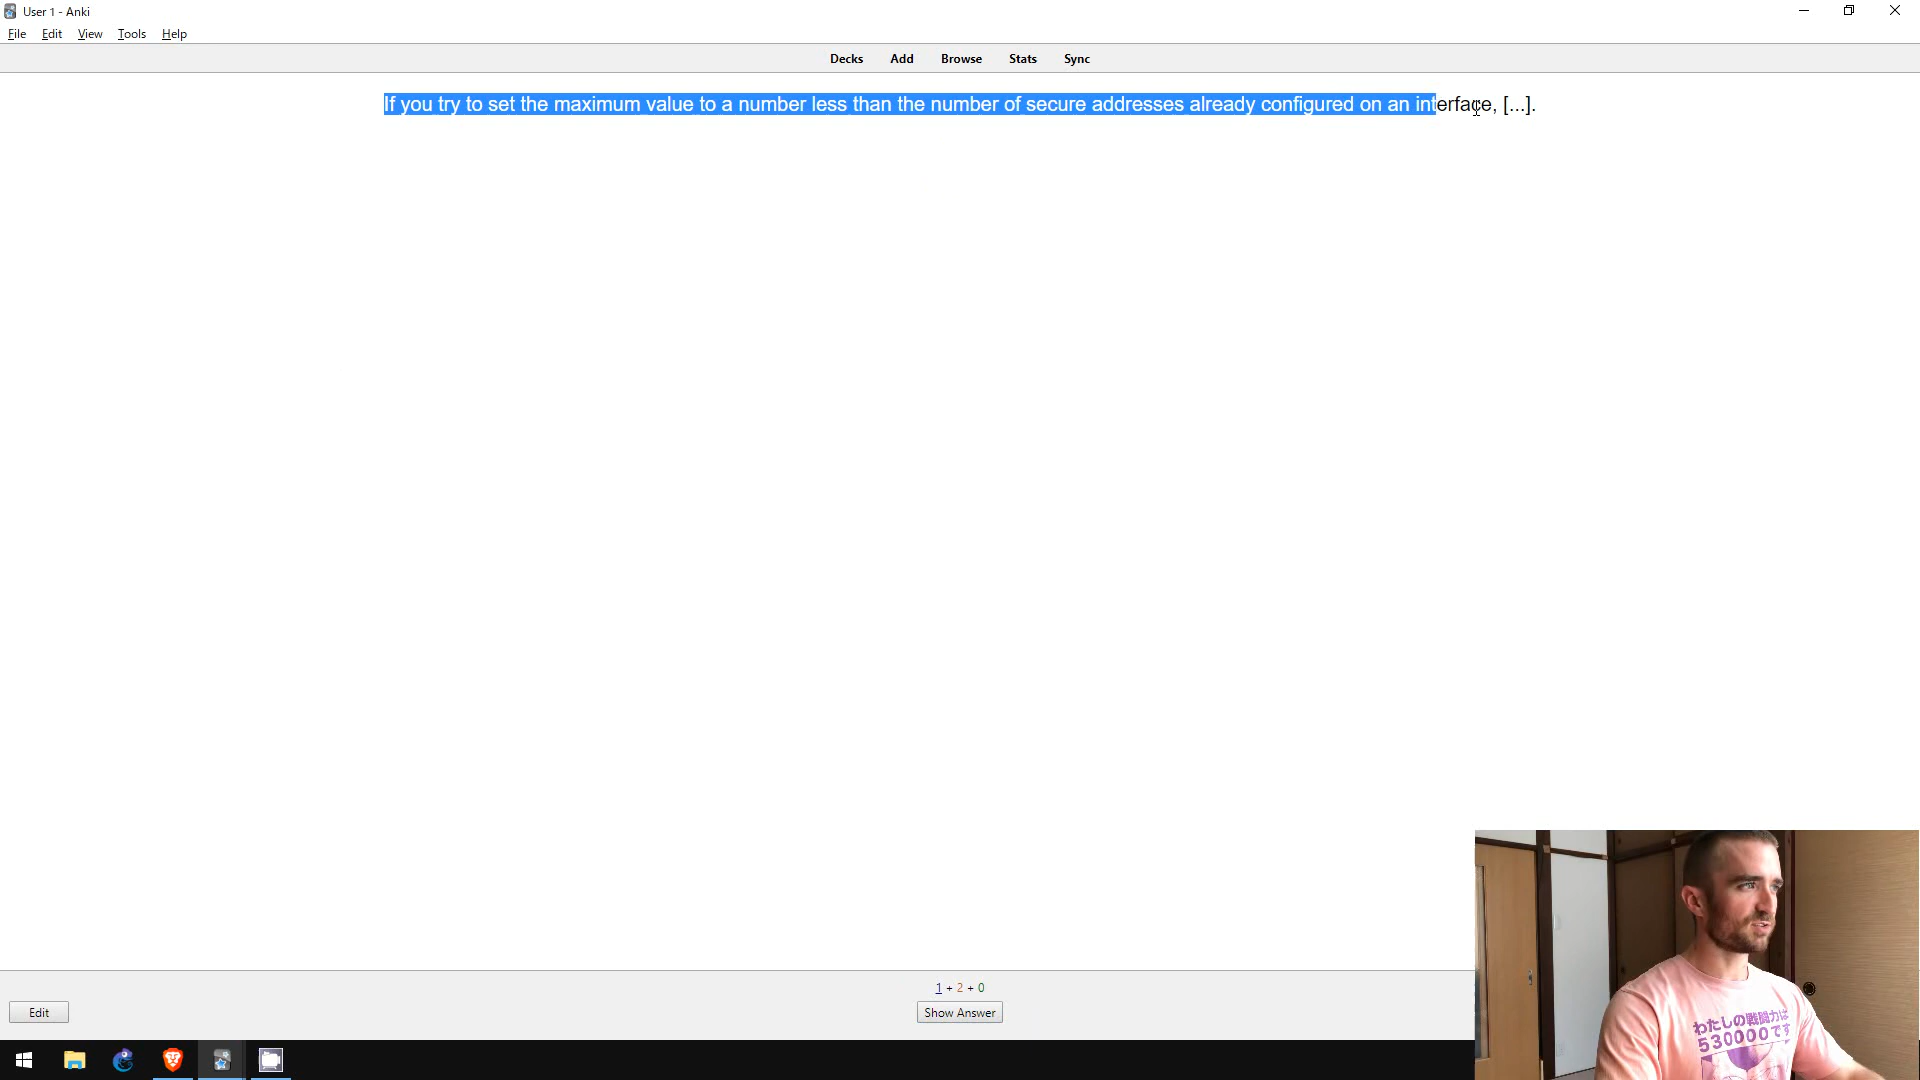 User 1 - Anki
File Edit View Tools Help
Decks Add Browse Stats Sync
If you try to set the maximum value to a number less than the number of secure addresses already configured on an interface, [...].
1 + 2 + 0
Edit
Show Answer
わたしの戦闘力は
530000です